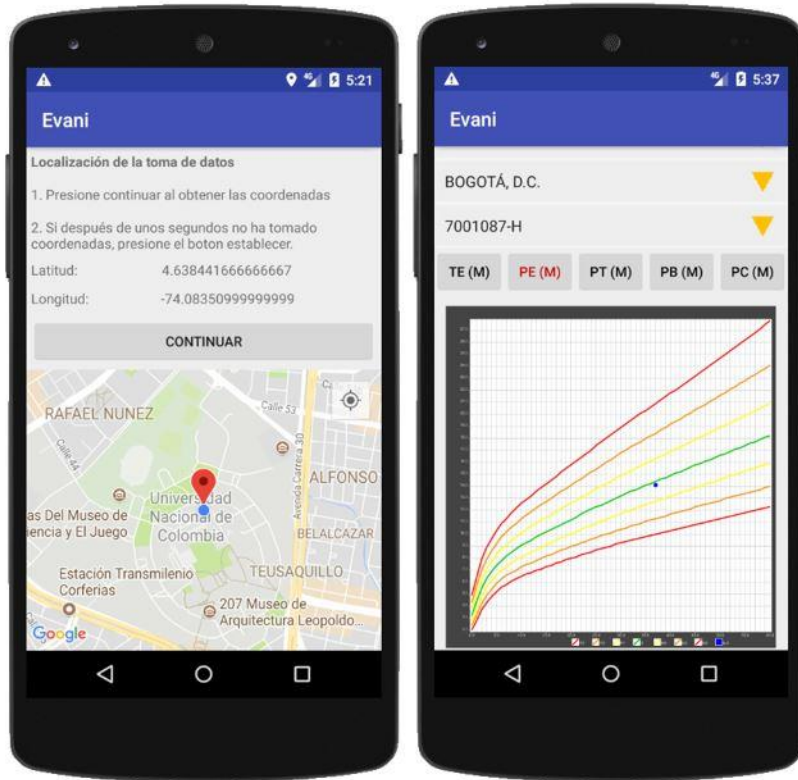 4G 5:21
Evani
Localización de la toma de datos
1. Presione continuar al obtener las coordenadas
2. Si después de unos segundos no ha tomado
coordenadas, presione el boton establecer.
Latitud: 4.638441666666667
Longitud: -74.08350999999999
CONTINUAR
RAFAEL NUNEZ
Calle 53
Calle 44
Avenida Carrera 30
ALFONSO
Universidad
Nacional de
Colombia
as Del Museo de
iencia y El Juego
BELALCAZAR
TEUSAQUILLO
Estación Transmilenio
Corferias
207 Museo de
Arquitectura Leopoldo...
Google
4G 5:37
Evani
BOGOTÁ, D.C.
7001087-H
TE (M) PE (M) PT (M) PB (M) PC (M)